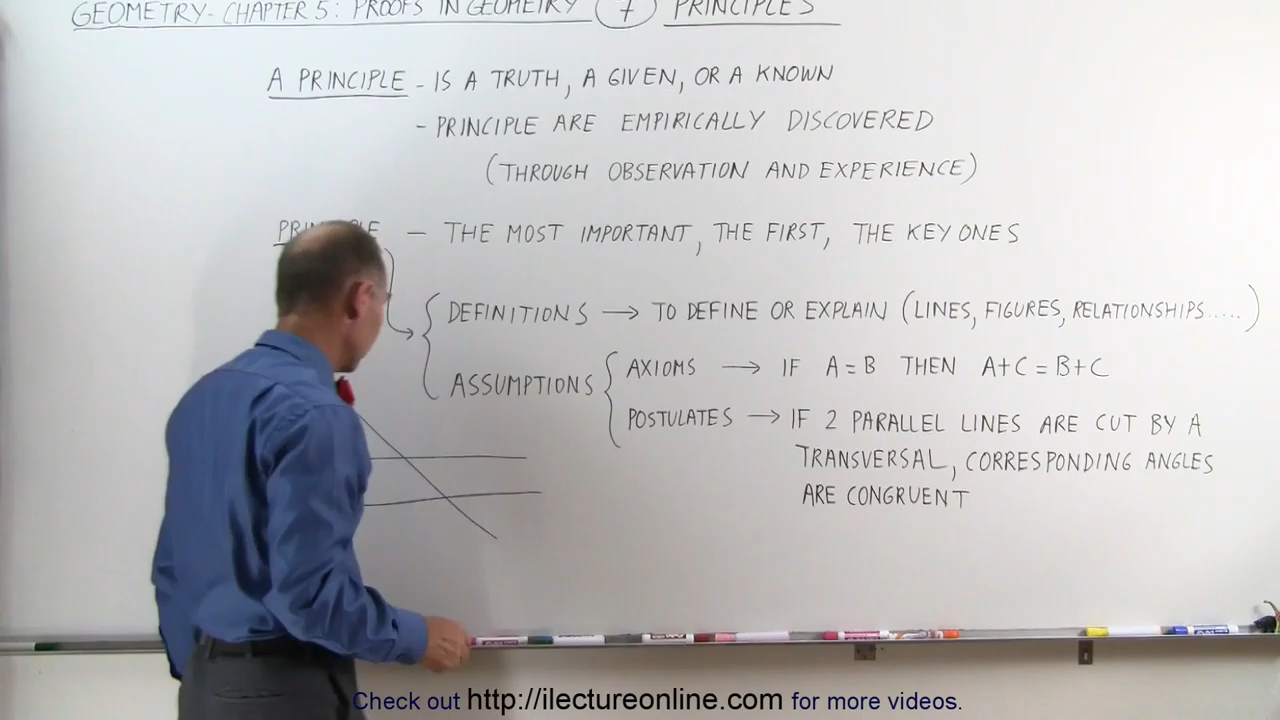 GEOMETRY - CHAPTER 5: PROOFS IN GEOMETRY 7 PRINCIPLES
A PRINCIPLE - IS A TRUTH, A GIVEN, OR A KNOWN
- PRINCIPLE ARE EMPIRICALLY DISCOVERED
(THROUGH OBSERVATION AND EXPERIENCE)
— THE MOST IMPORTANT, THE FIRST, THE KEY ONES
DEFINITIONS → TO DEFINE OR EXPLAIN (LINES, FIGURES, RELATIONSHIPS.....)
ASSUMPTIONS { AXIOMS → IF A=B THEN A+C=B+C
POSTULATES → IF 2 PARALLEL LINES ARE CUT BY A
TRANSVERSAL, CORRESPONDING ANGLES
ARE CONGRUENT
Check out http://ilectureonline.com for more videos.